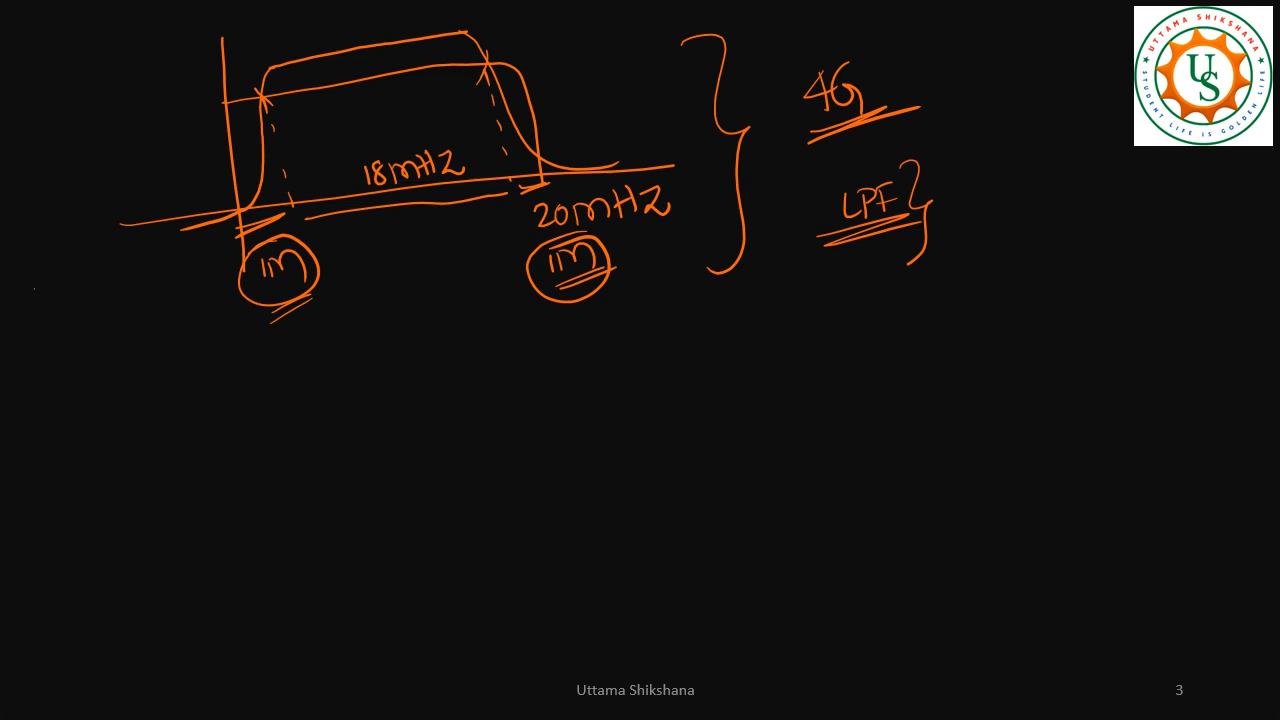 UTTAMA SHIKSHANA
US
STUDENT LIFE IS GOLDEN LIFE
4G
18MHZ
LPF
20MHZ
1M
1M
Uttama Shikshana
3